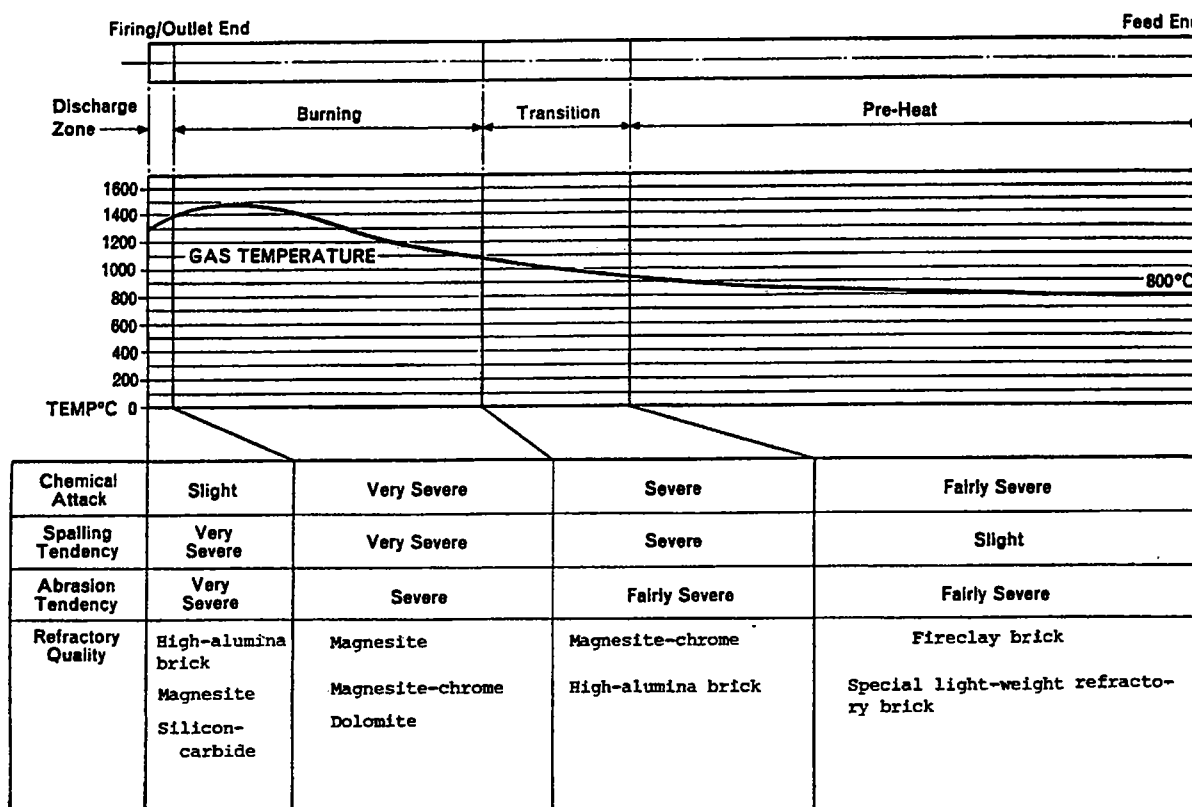 Firing/Outlet End
Feed End
Discharge
Zone
Burning
Transition
Pre-Heat
1600
1400
1200
1000
800
600
400
200
TEMP°C 0
GAS TEMPERATURE
800°C
Chemical
Attack
Slight
Very Severe
Severe
Fairly Severe
Spalling
Tendency
Very
Severe
Very Severe
Severe
Slight
Abrasion
Tendency
Very
Severe
Severe
Fairly Severe
Fairly Severe
Refractory
Quality
High-alumina
brick
Magnesite
Silicon-
carbide
Magnesite
Magnesite-chrome
Dolomite
Magnesite-chrome
High-alumina brick
Fireclay brick
Special light-weight refracto-
ry brick